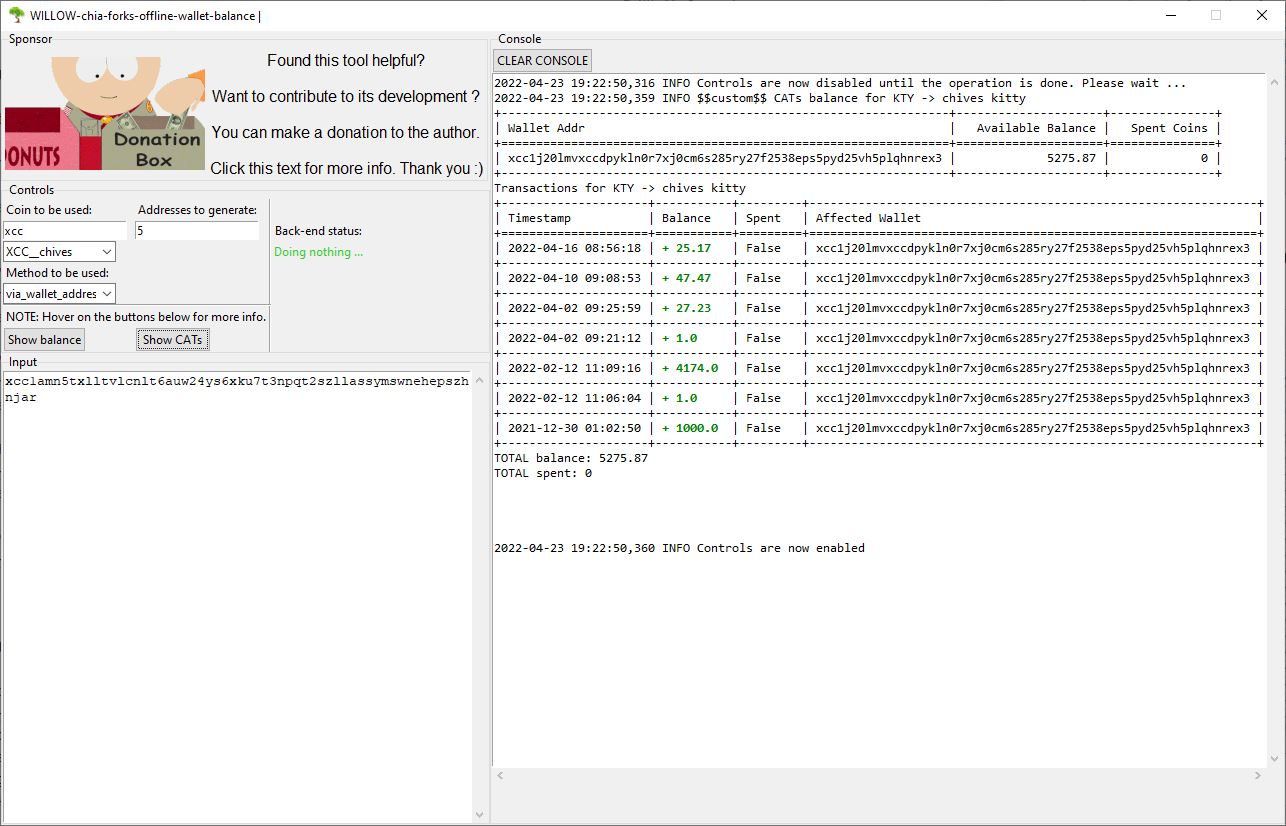 WILLOW-chia-forks-offline-wallet-balance |
Sponsor
DONUTS
Donation
Box
Found this tool helpful?
Want to contribute to its development ?
You can make a donation to the author.
Click this text for more info. Thank you :)
Controls
Coin to be used:
Addresses to generate:
xcc
5
XCC__chives
Method to be used:
via_wallet_addres
Back-end status:
Doing nothing ...
NOTE: Hover on the buttons below for more info.
Show balance
Show CATs
Input
xcc1amn5txlltvlcnlt6auw24ys6xku7t3npqt2szllassymswnehepszh
njar
Console
CLEAR CONSOLE
2022-04-23 19:22:50,316 INFO Controls are now disabled until the operation is done. Please wait ...
2022-04-23 19:22:50,359 INFO $$custom$$ CATs balance for KTY -> chives kitty
| Wallet Addr | Available Balance | Spent Coins |
| xcc1j20lmvxccdpykln0r7xj0cm6s285ry27f2538eps5pyd25vh5plqhnrex3 | 5275.87 | 0 |
Transactions for KTY -> chives kitty
| Timestamp | Balance | Spent | Affected Wallet |
| 2022-04-16 08:56:18 | + 25.17 | False | xcc1j20lmvxccdpykln0r7xj0cm6s285ry27f2538eps5pyd25vh5plqhnrex3 |
| 2022-04-10 09:08:53 | + 47.47 | False | xcc1j20lmvxccdpykln0r7xj0cm6s285ry27f2538eps5pyd25vh5plqhnrex3 |
| 2022-04-02 09:25:59 | + 27.23 | False | xcc1j20lmvxccdpykln0r7xj0cm6s285ry27f2538eps5pyd25vh5plqhnrex3 |
| 2022-04-02 09:21:12 | + 1.0 | False | xcc1j20lmvxccdpykln0r7xj0cm6s285ry27f2538eps5pyd25vh5plqhnrex3 |
| 2022-02-12 11:09:16 | + 4174.0 | False | xcc1j20lmvxccdpykln0r7xj0cm6s285ry27f2538eps5pyd25vh5plqhnrex3 |
| 2022-02-12 11:06:04 | + 1.0 | False | xcc1j20lmvxccdpykln0r7xj0cm6s285ry27f2538eps5pyd25vh5plqhnrex3 |
| 2021-12-30 01:02:50 | + 1000.0 | False | xcc1j20lmvxccdpykln0r7xj0cm6s285ry27f2538eps5pyd25vh5plqhnrex3 |
TOTAL balance: 5275.87
TOTAL spent: 0
2022-04-23 19:22:50,360 INFO Controls are now enabled